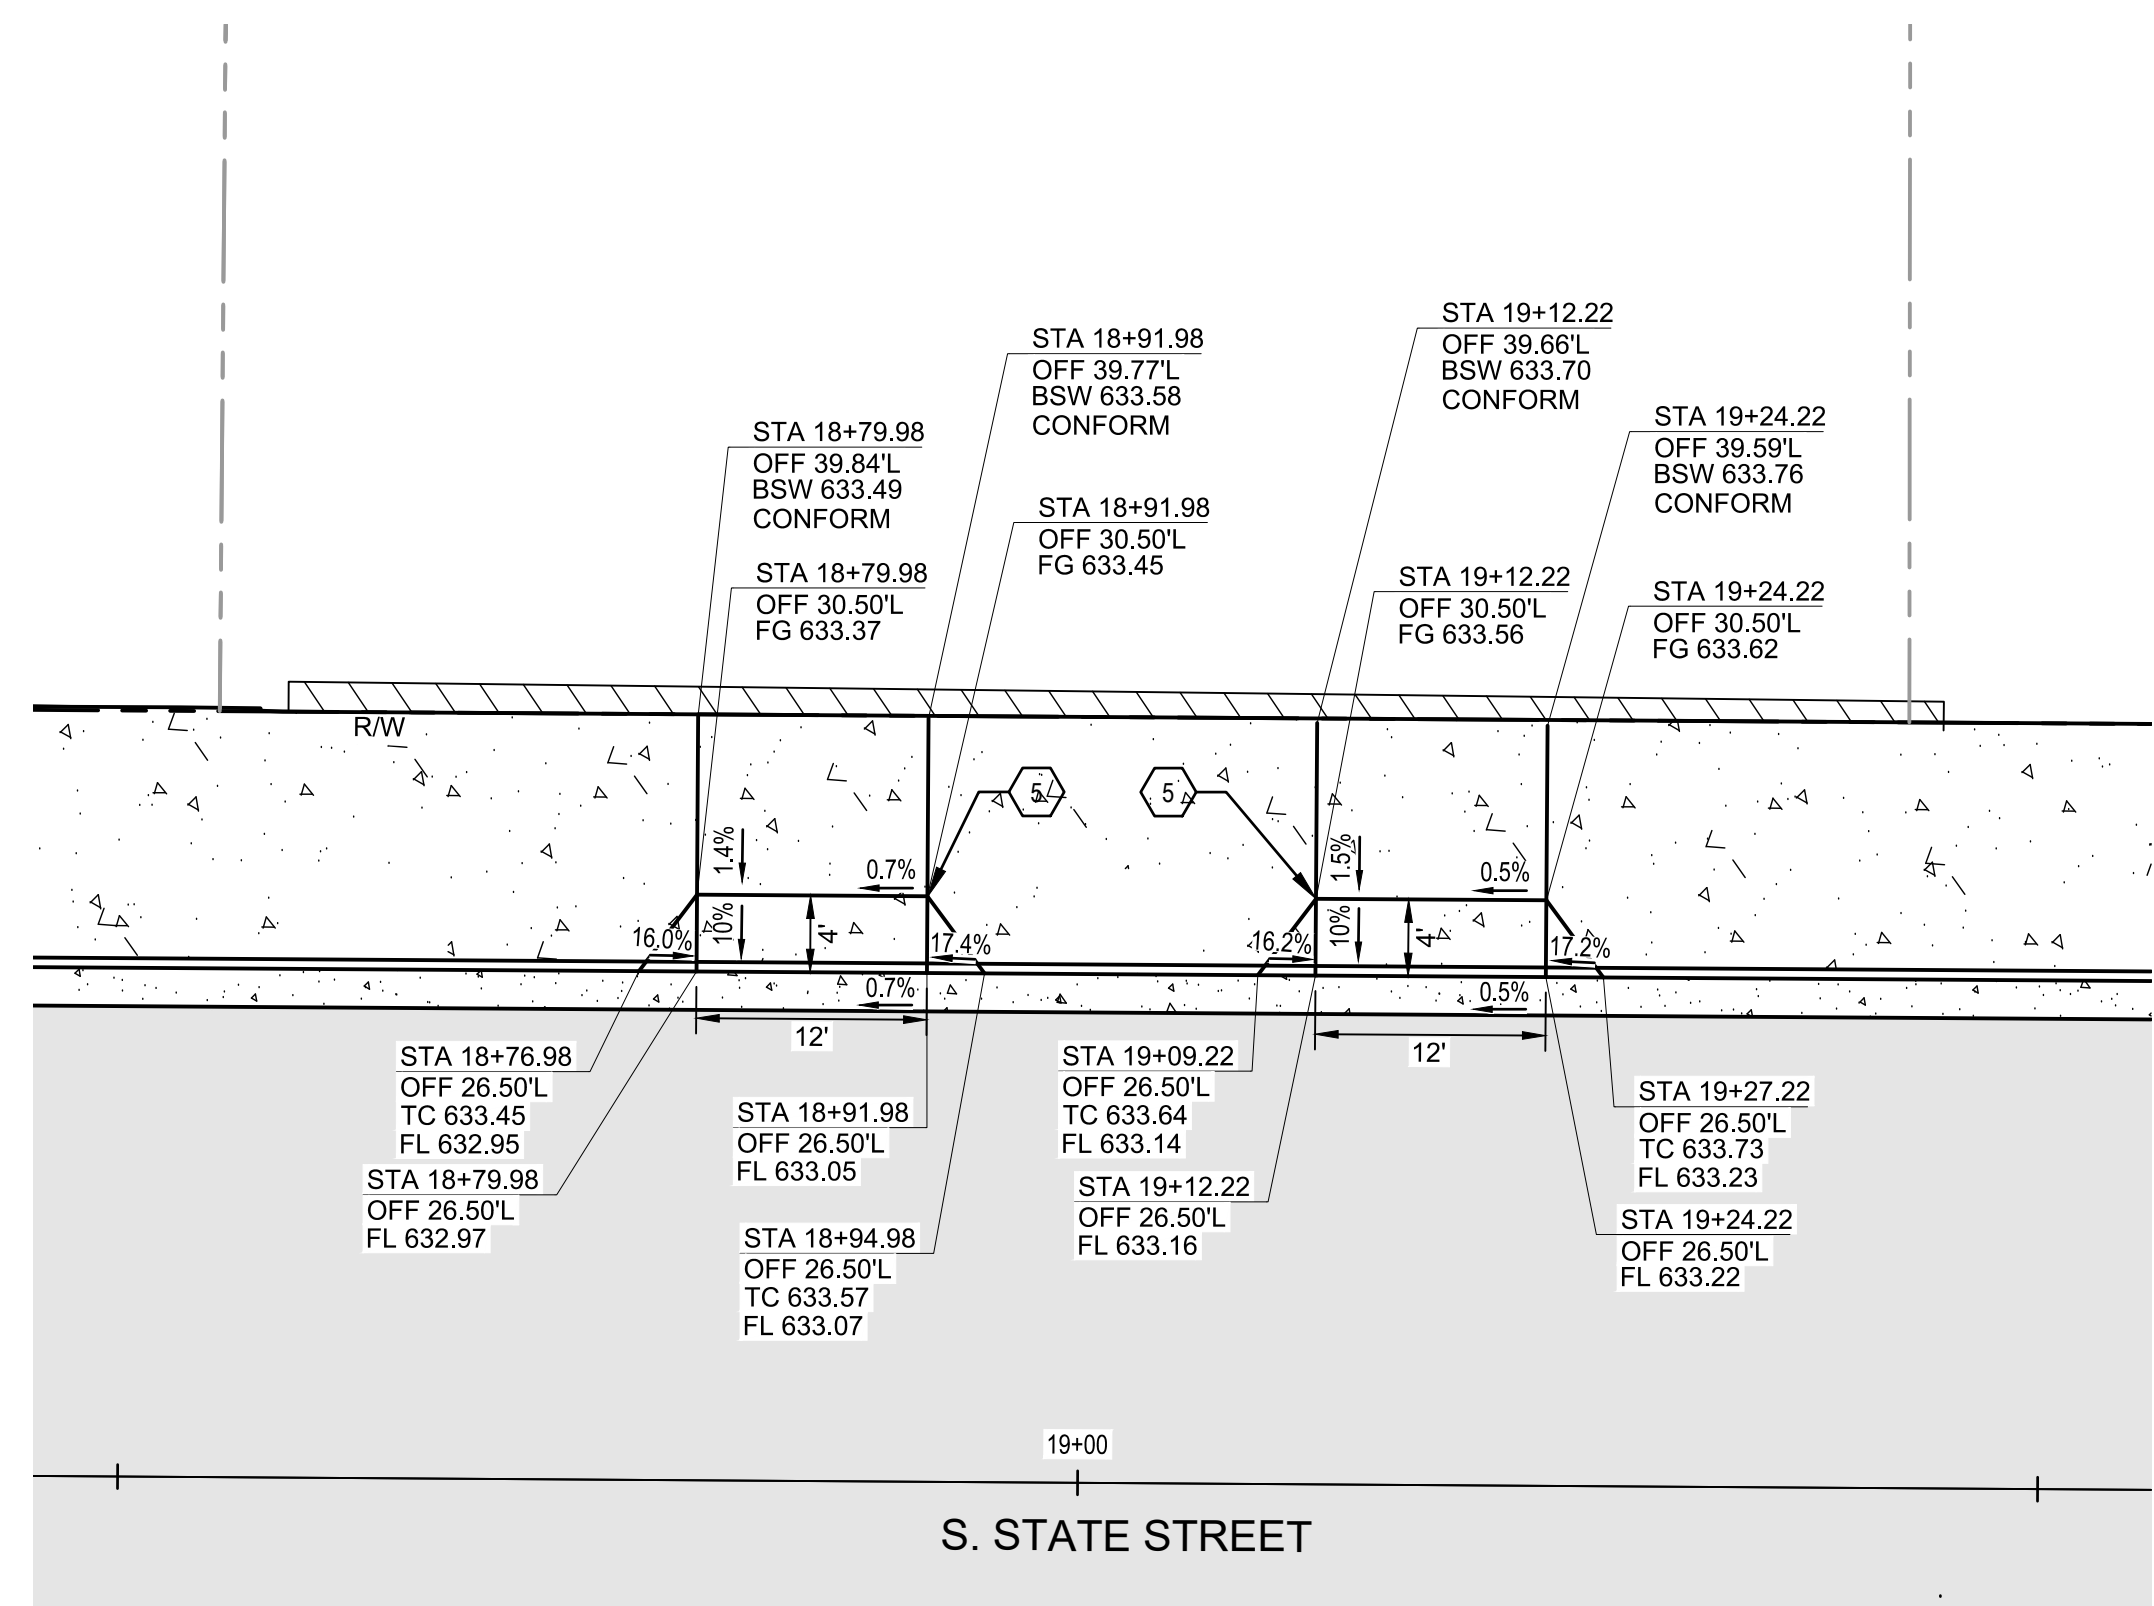 STA 19+12.22
OFF 39.66'L
BSW 633.70
CONFORM
STA 18+91.98
OFF 39.77'L
BSW 633.58
CONFORM
STA 19+24.22
OFF 39.59'L
BSW 633.76
CONFORM
STA 18+79.98
OFF 39.84'L
BSW 633.49
CONFORM
STA 18+91.98
OFF 30.50'L
FG 633.45
STA 18+79.98
OFF 30.50'L
FG 633.37
STA 19+12.22
OFF 30.50'L
FG 633.56
STA 19+24.22
OFF 30.50'L
FG 633.62
R/W
5
5
1.4%
0.7%
1.5%
0.5%
16.0%
10%
4'
17.4%
16.2%
10%
4'
17.2%
0.7%
0.5%
12'
12'
STA 18+76.98
OFF 26.50'L
TC 633.45
FL 632.95
STA 18+79.98
OFF 26.50'L
FL 632.97
STA 18+91.98
OFF 26.50'L
FL 633.05
STA 18+94.98
OFF 26.50'L
TC 633.57
FL 633.07
STA 19+09.22
OFF 26.50'L
TC 633.64
FL 633.14
STA 19+12.22
OFF 26.50'L
FL 633.16
STA 19+27.22
OFF 26.50'L
TC 633.73
FL 633.23
STA 19+24.22
OFF 26.50'L
FL 633.22
19+00
S. STATE STREET